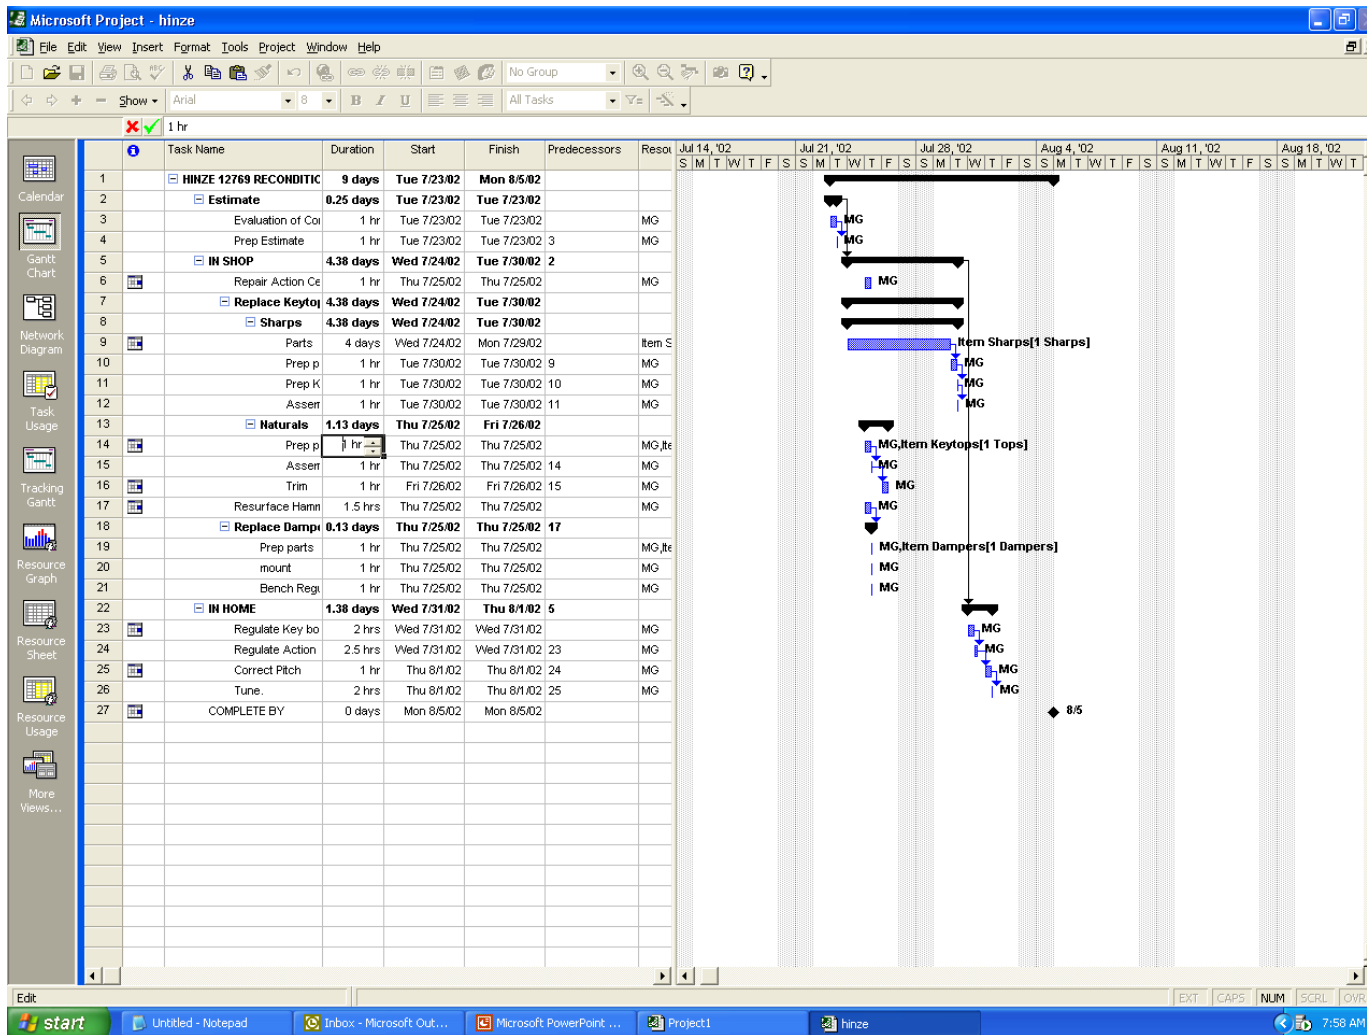 Microsoft Project - hinze
File Edit View Insert Format Tools Project Window Help
No Group
Show Arial 8 B I U All Tasks
1 hr
Task Name Duration Start Finish Predecessors Resou
Jul 14, '02 Jul 21, '02 Jul 28, '02 Aug 4, '02 Aug 11, '02 Aug 18, '02
S M T W T F S S M T W T F S S M T W T F S S M T W T F S S M T W T F S S M T W T
1 HINZE 12769 RECONDITIC 9 days Tue 7/23/02 Mon 8/5/02
2 Estimate 0.25 days Tue 7/23/02 Tue 7/23/02
3 Evaluation of Coi 1 hr Tue 7/23/02 Tue 7/23/02 MG MG
4 Prep Estimate 1 hr Tue 7/23/02 Tue 7/23/02 3 MG MG
5 IN SHOP 4.38 days Wed 7/24/02 Tue 7/30/02 2
6 Repair Action Ce 1 hr Thu 7/25/02 Thu 7/25/02 MG MG
7 Replace Keytop 4.38 days Wed 7/24/02 Tue 7/30/02
8 Sharps 4.38 days Wed 7/24/02 Tue 7/30/02
9 Parts 4 days Wed 7/24/02 Mon 7/29/02 Item S Item Sharps[1 Sharps]
10 Prep p 1 hr Tue 7/30/02 Tue 7/30/02 9 MG MG
11 Prep K 1 hr Tue 7/30/02 Tue 7/30/02 10 MG MG
12 Assem 1 hr Tue 7/30/02 Tue 7/30/02 11 MG MG
13 Naturals 1.13 days Thu 7/25/02 Fri 7/26/02
14 Prep p 1 hr Thu 7/25/02 Thu 7/25/02 MG,Ite MG,Item Keytops[1 Tops]
15 Assem 1 hr Thu 7/25/02 Thu 7/25/02 14 MG MG
16 Trim 1 hr Fri 7/26/02 Fri 7/26/02 15 MG MG
17 Resurface Hamn 1.5 hrs Thu 7/25/02 Thu 7/25/02 MG MG
18 Replace Dampe 0.13 days Thu 7/25/02 Thu 7/25/02 17
19 Prep parts 1 hr Thu 7/25/02 Thu 7/25/02 MG,Ite MG,Item Dampers[1 Dampers]
20 mount 1 hr Thu 7/25/02 Thu 7/25/02 MG MG
21 Bench Regu 1 hr Thu 7/25/02 Thu 7/25/02 MG MG
22 IN HOME 1.38 days Wed 7/31/02 Thu 8/1/02 5
23 Regulate Key bo 2 hrs Wed 7/31/02 Wed 7/31/02 MG MG
24 Regulate Action 2.5 hrs Wed 7/31/02 Wed 7/31/02 23 MG MG
25 Correct Pitch 1 hr Thu 8/1/02 Thu 8/1/02 24 MG MG
26 Tune. 2 hrs Thu 8/1/02 Thu 8/1/02 25 MG MG
27 COMPLETE BY 0 days Mon 8/5/02 Mon 8/5/02 8/5
Calendar
Gantt
Chart
Network
Diagram
Task
Usage
Tracking
Gantt
Resource
Graph
Resource
Sheet
Resource
Usage
More
Views...
Edit EXT CAPS NUM SCRL OVR
start Untitled - Notepad Inbox - Microsoft Out... Microsoft PowerPoint ... Project1 hinze 7:58 AM